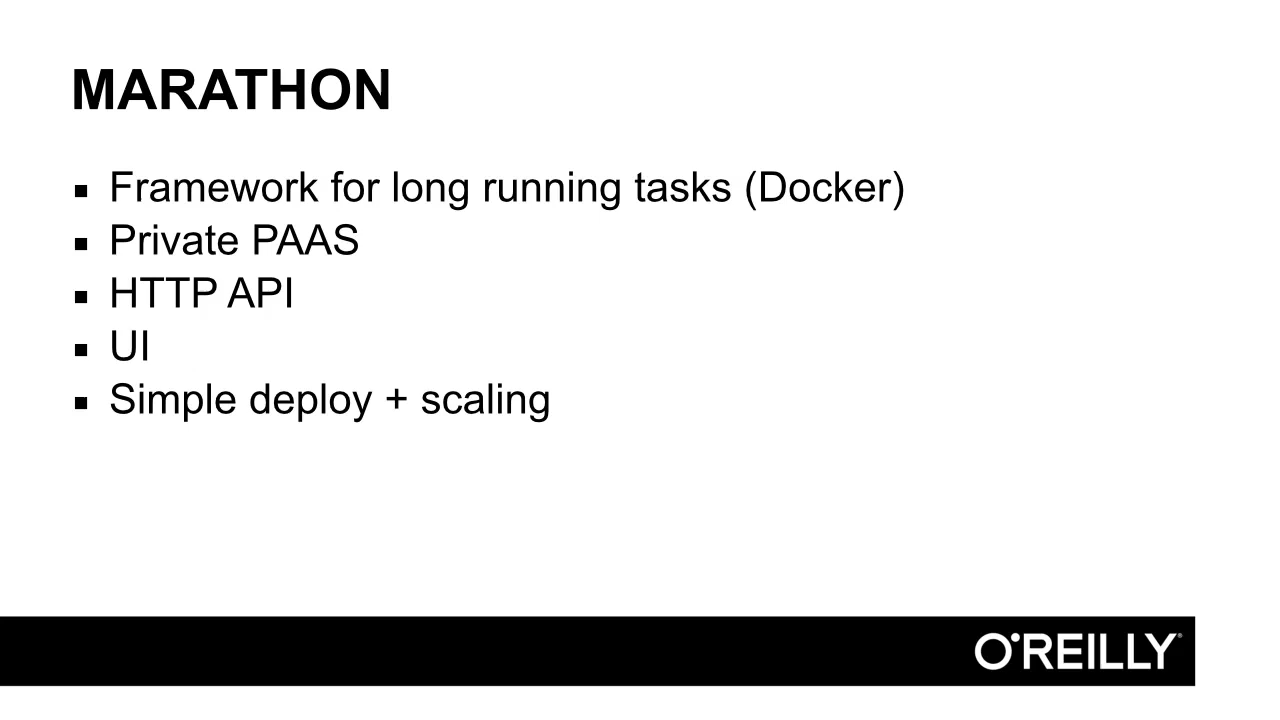 MARATHON
▪ Framework for long running tasks (Docker)
▪ Private PAAS
▪ HTTP API
▪ UI
▪ Simple deploy + scaling
O'REILLY®